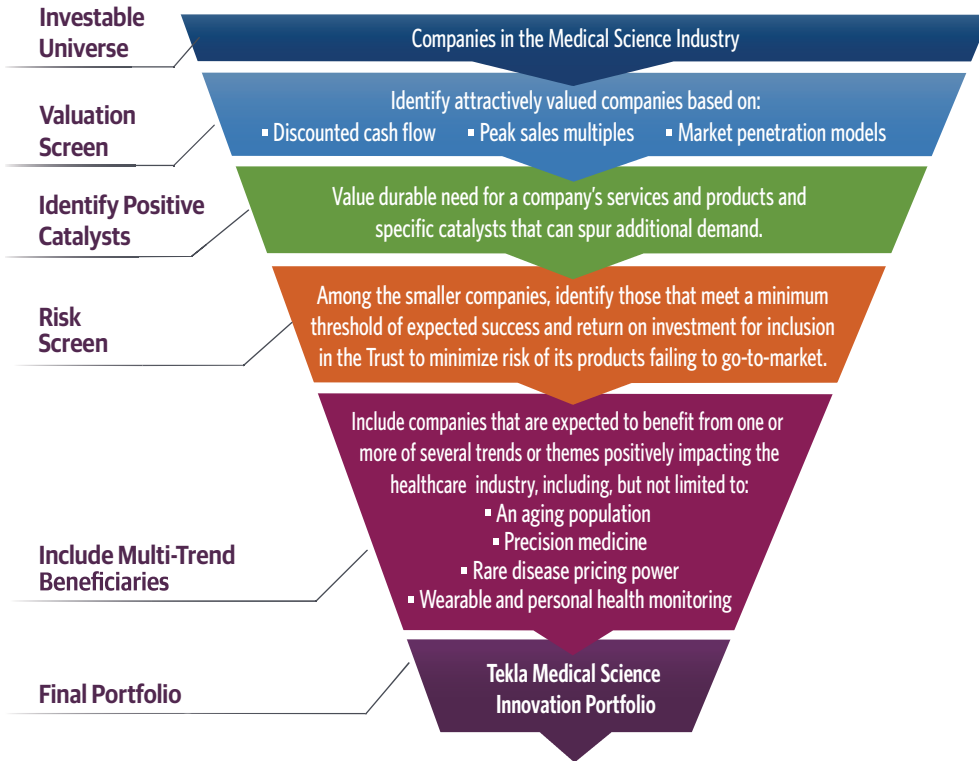 Investable
Universe
Companies in the Medical Science Industry
Valuation
Screen
Identify attractively valued companies based on:
▪ Discounted cash flow ▪ Peak sales multiples ▪ Market penetration models
Identify Positive
Catalysts
Value durable need for a company’s services and products and
specific catalysts that can spur additional demand.
Risk
Screen
Among the smaller companies, identify those that meet a minimum
threshold of expected success and return on investment for inclusion
in the Trust to minimize risk of its products failing to go-to-market.
Include Multi-Trend
Beneficiaries
Include companies that are expected to benefit from one or
more of several trends or themes positively impacting the
healthcare industry, including, but not limited to:
▪ An aging population
▪ Precision medicine
▪ Rare disease pricing power
▪ Wearable and personal health monitoring
Final Portfolio
Tekla Medical Science
Innovation Portfolio